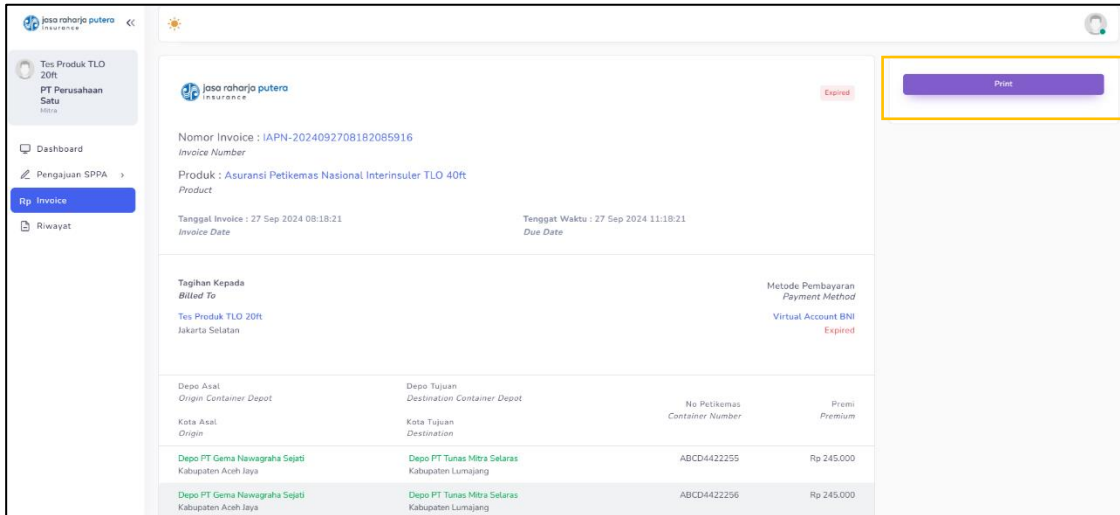 jasa raharja putera
insurance
Tes Produk TLO
20ft
PT Perusahaan
Satu
Mitra
Dashboard
Pengajuan SPPA
Rp Invoice
Riwayat
jasa raharja putera
insurance
Expired
Print
Nomor Invoice : IAPN-2024092708182085916
Invoice Number
Produk : Asuransi Petikemas Nasional Interinsuler TLO 40ft
Product
Tanggal Invoice : 27 Sep 2024 08:18:21
Invoice Date
Tenggat Waktu : 27 Sep 2024 11:18:21
Due Date
Tagihan Kepada
Billed To
Tes Produk TLO 20ft
Jakarta Selatan
Metode Pembayaran
Payment Method
Virtual Account BNI
Expired
Depo Asal
Origin Container Depot
Kota Asal
Origin
Depo Tujuan
Destination Container Depot
Kota Tujuan
Destination
No Petikemas
Container Number
Premi
Premium
Depo PT Gema Nawagraha Sejati
Kabupaten Aceh Jaya
Depo PT Tunas Mitra Selaras
Kabupaten Lumajang
ABCD4422255
Rp 245.000
Depo PT Gema Nawagraha Sejati
Kabupaten Aceh Jaya
Depo PT Tunas Mitra Selaras
Kabupaten Lumajang
ABCD4422256
Rp 245.000